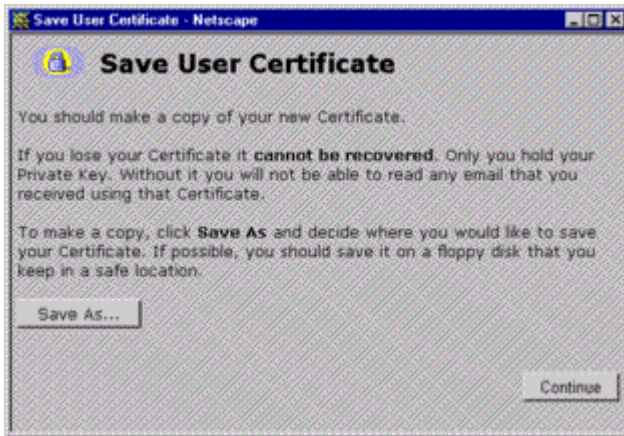 Save User Certificate - Netscape
Save User Certificate
You should make a copy of your new Certificate.
If you lose your Certificate it cannot be recovered. Only you hold your
Private Key. Without it you will not be able to read any email that you
received using that Certificate.
To make a copy, click Save As and decide where you would like to save
your Certificate. If possible, you should save it on a floppy disk that you
keep in a safe location.
Save As...
Continue